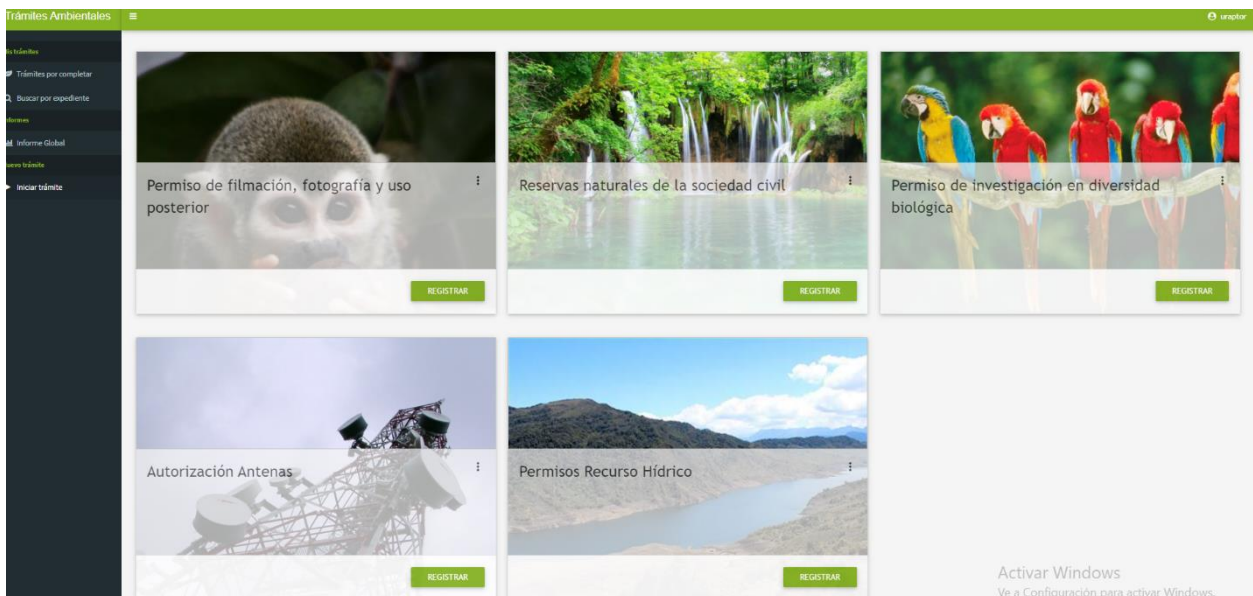 Trámites Ambientales
uraptor
Trámites por completar
Buscar por expediente
Informe Global
Iniciar trámite
Permiso de filmación, fotografía y uso
posterior
REGISTRAR
Reservas naturales de la sociedad civil
REGISTRAR
Permiso de investigación en diversidad
biológica
REGISTRAR
Autorización Antenas
REGISTRAR
Permisos Recurso Hídrico
REGISTRAR
Activar Windows
Ve a Configuración para activar Windows.